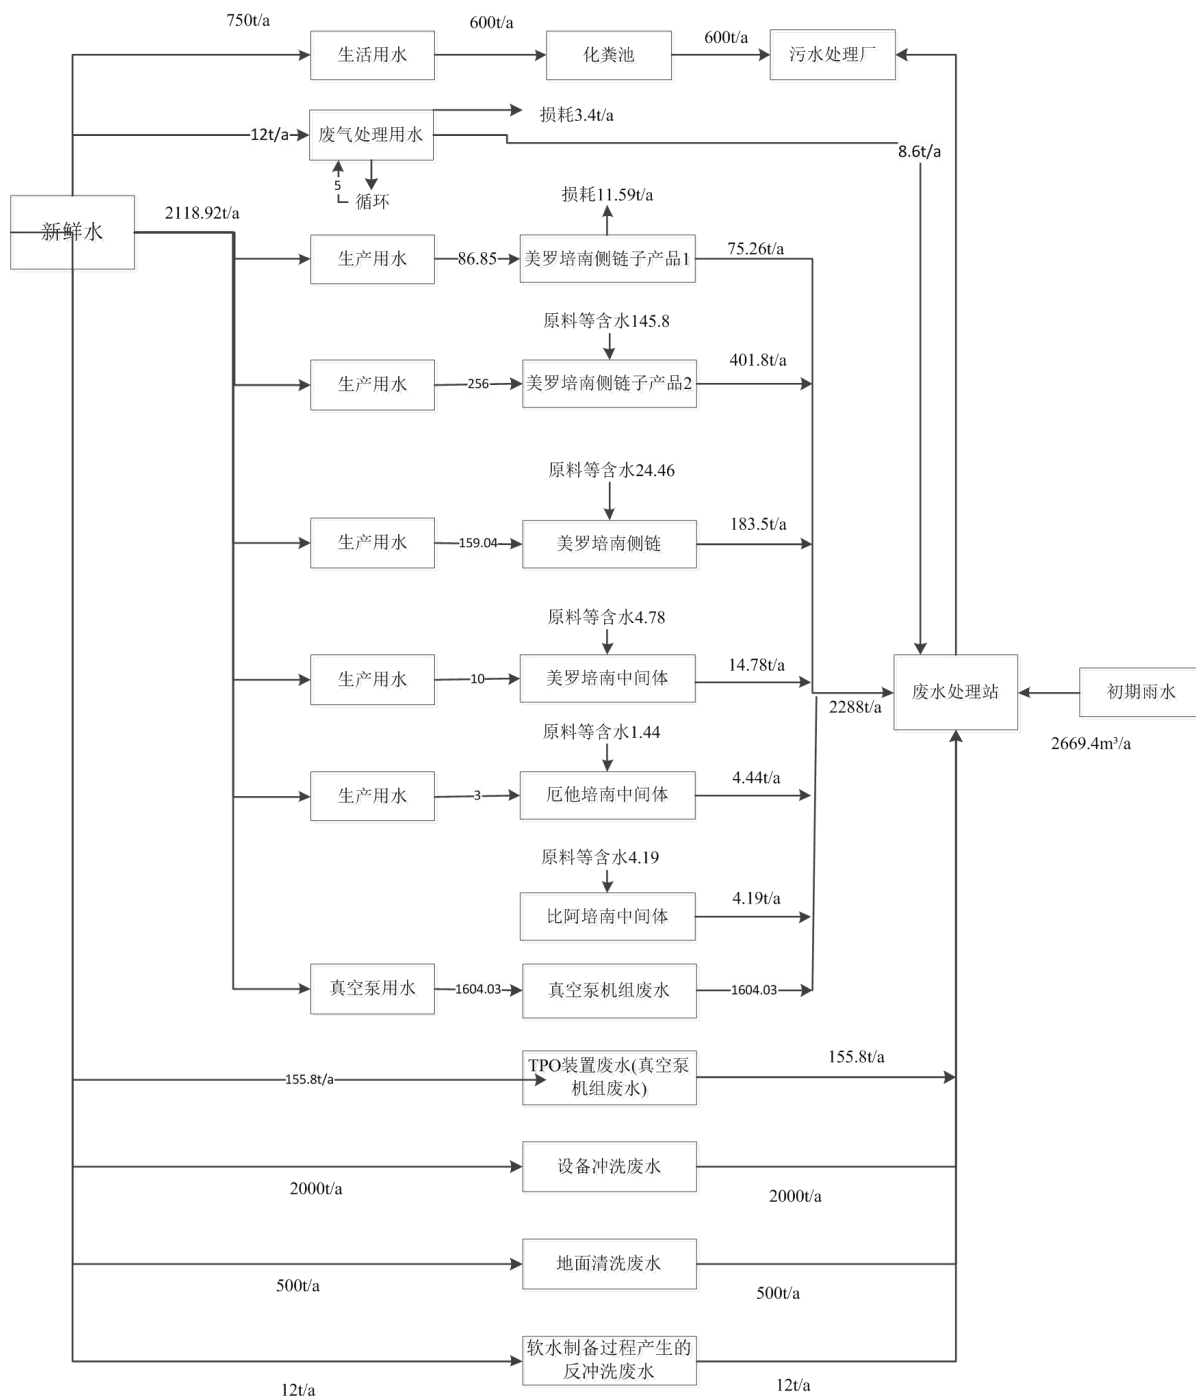 750t/a
600t/a
600t/a
生活用水
化粪池
污水处理厂
损耗3.4t/a
12t/a
废气处理用水
8.6t/a
5
循环
新鲜水
2118.92t/a
损耗11.59t/a
生产用水
86.85
美罗培南侧链子产品1
75.26t/a
原料等含水145.8
生产用水
256
美罗培南侧链子产品2
401.8t/a
原料等含水24.46
生产用水
159.04
美罗培南侧链
183.5t/a
原料等含水4.78
生产用水
10
美罗培南中间体
14.78t/a
2288t/a
废水处理站
初期雨水
2669.4m³/a
原料等含水1.44
生产用水
3
厄他培南中间体
4.44t/a
原料等含水4.19
比阿培南中间体
4.19t/a
真空泵用水
1604.03
真空泵机组废水
1604.03
155.8t/a
TPO装置废水(真空泵
机组废水)
155.8t/a
设备冲洗废水
2000t/a
2000t/a
地面清洗废水
500t/a
500t/a
软水制备过程产生的
反冲洗废水
12t/a
12t/a